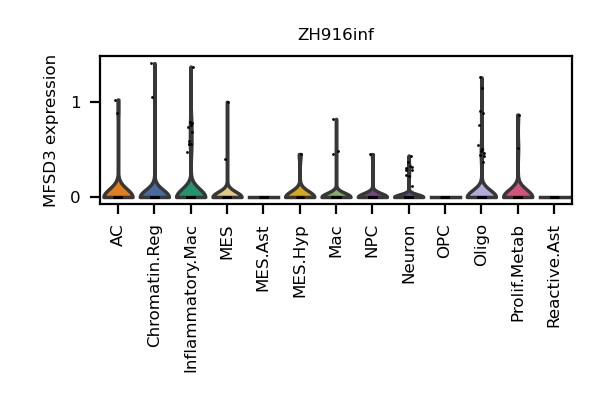 ZH916inf
MFSD3 expression
1
0
AC
Chromatin.Reg
Inflammatory.Mac
MES
MES.Ast
MES.Hyp
Mac
NPC
Neuron
OPC
Oligo
Prolif.Metab
Reactive.Ast